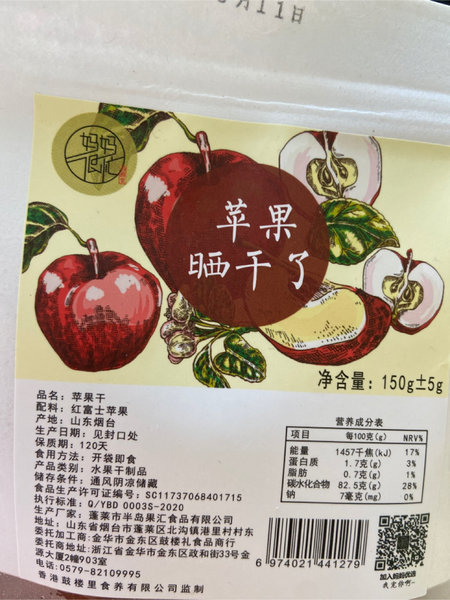 月11日
妈妈
食记
苹果
晒干了
净含量：150g±5g
品名：苹果干
配料：红富士苹果
产地：山东烟台
生产日期：见封口处
保质期：120天
食用方法：开袋即食
产品类别：水果干制品
储存条件：通风阴凉储藏
食品生产许可证编号：SC11737068401715
执行标准：Q/YBD 0003S-2020
生产厂家：蓬莱市半岛果汇食品有限公司
地址：山东省烟台市蓬莱区北沟镇港里村村东
委托加工商：金华市金东区鼓楼礼食品商行
委托商地址：浙江省金华市金东区政和街33号金
源大厦2幢903室
电话：0579-82109995
香港鼓楼里食养有限公司监制
营养成分表
项目 每100克(g) NRV%
能量 1457千焦(kJ) 17%
蛋白质 1.7克(g) 3%
脂肪 0.7克(g) 1%
碳水化合物 82.5克(g) 28%
钠 7毫克(mg) 0%
6 974021 441279
加入妈妈优选
我宠你啊~